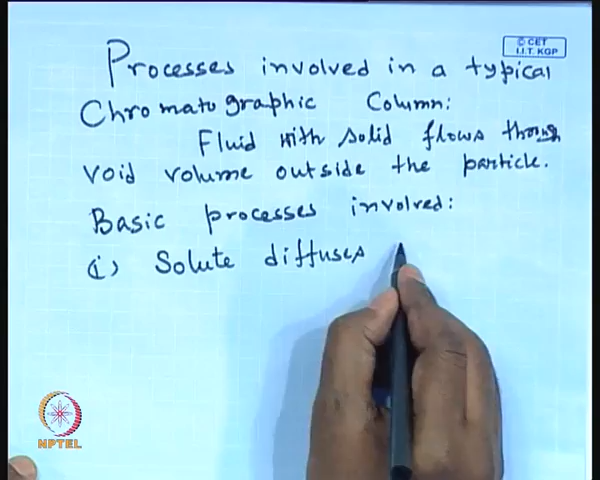 © CET
I.I.T. KGP
Processes involved in a typical
Chromatographic Column:
Fluid with solid flows through
void volume outside the particle.
Basic processes involved:
(i) Solute diffuses
NPTEL